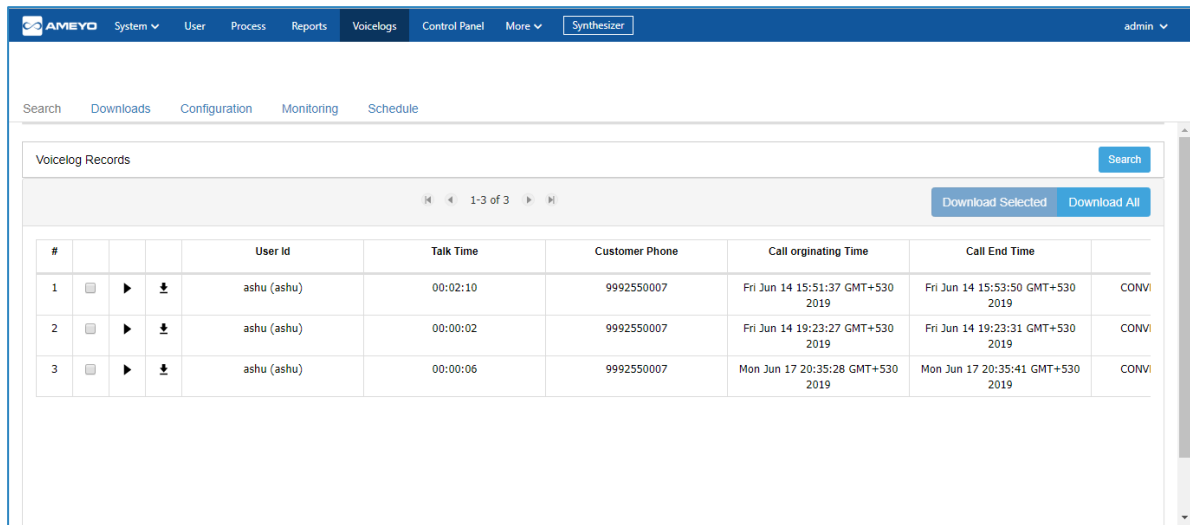 AMEYO System User Process Reports Voicelogs Control Panel More Synthesizer admin
Search Downloads Configuration Monitoring Schedule
Voicelog Records Search
1-3 of 3 Download Selected Download All
# User Id Talk Time Customer Phone Call orginating Time Call End Time
1 ashu (ashu) 00:02:10 9992550007 Fri Jun 14 15:51:37 GMT+530 2019 Fri Jun 14 15:53:50 GMT+530 2019 CONV
2 ashu (ashu) 00:00:02 9992550007 Fri Jun 14 19:23:27 GMT+530 2019 Fri Jun 14 19:23:31 GMT+530 2019 CONV
3 ashu (ashu) 00:00:06 9992550007 Mon Jun 17 20:35:28 GMT+530 2019 Mon Jun 17 20:35:41 GMT+530 2019 CONV